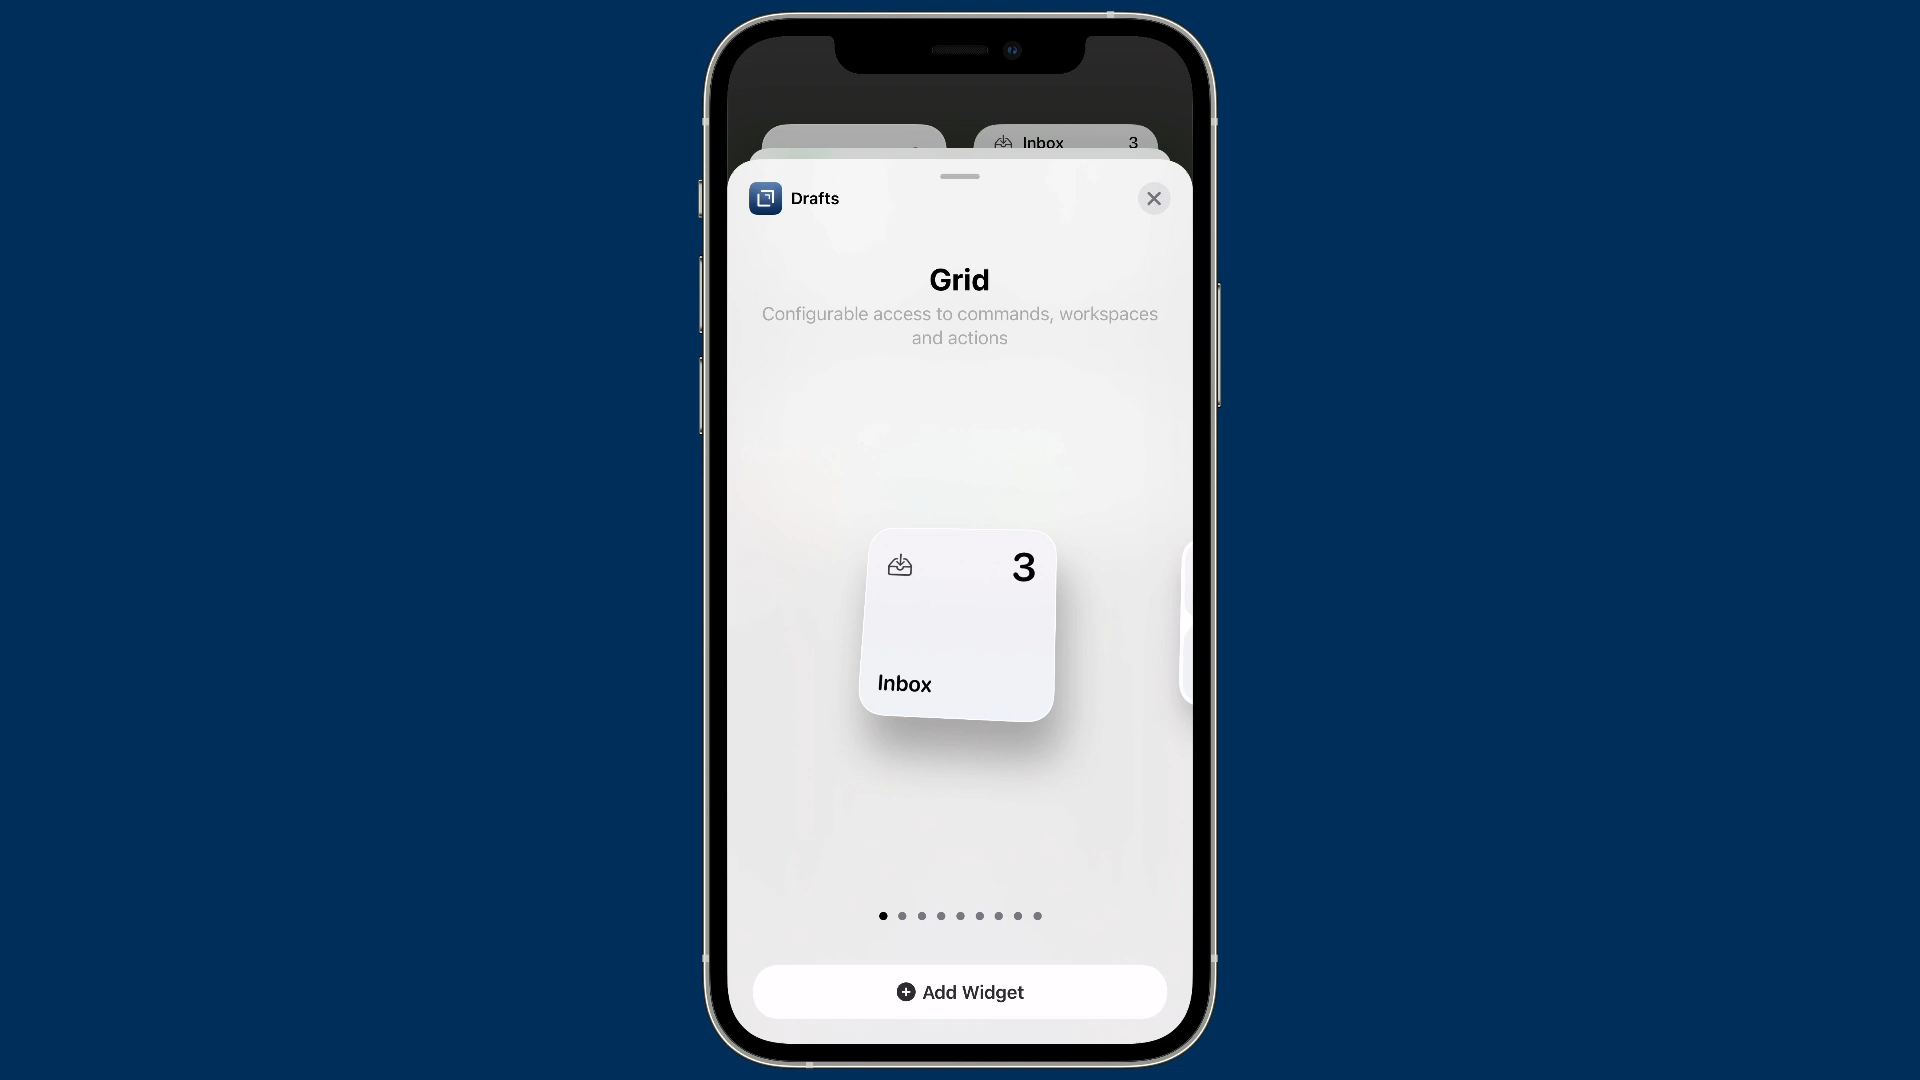 Inbox 3
Drafts
Grid
Configurable access to commands, workspaces
and actions
3
Inbox
Add Widget